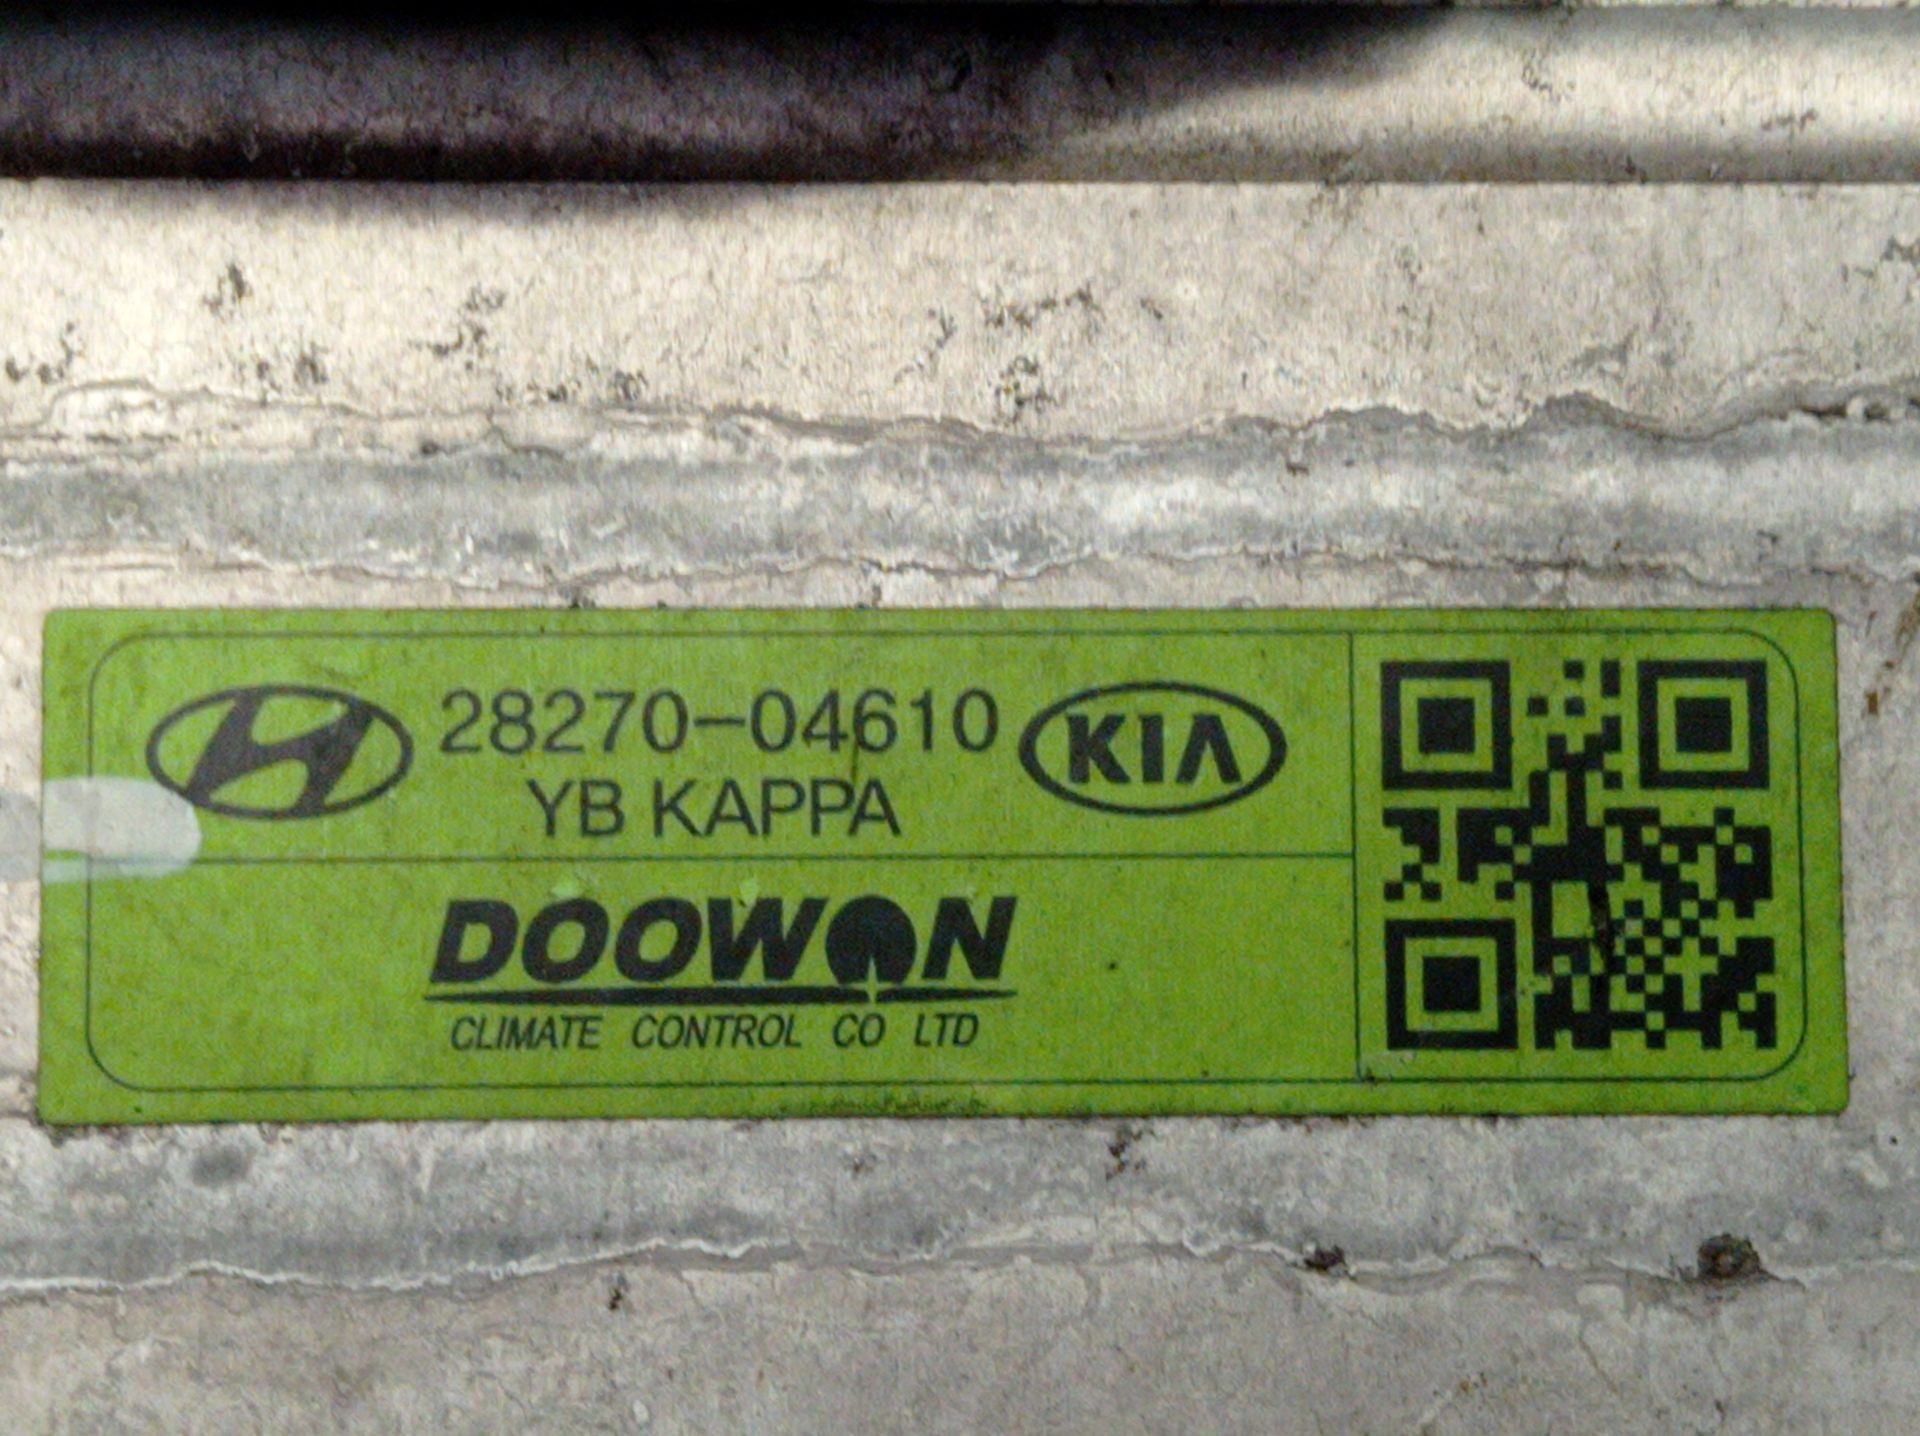 28270-04610
KIA
YB KAPPA
DOOWON
CLIMATE CONTROL CO LTD